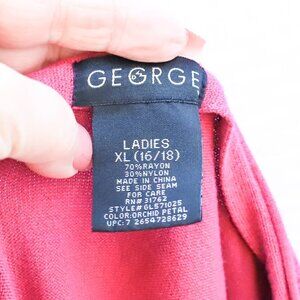 GEORGE
LADIES
XL (16/18)
70% RAYON
30% NYLON
MADE IN CHINA
SEE SIDE SEAM
FOR CARE
RN# 31762
STYLE# GL571025
COLOR: ORCHID PETAL
UPC: 7 2654728629